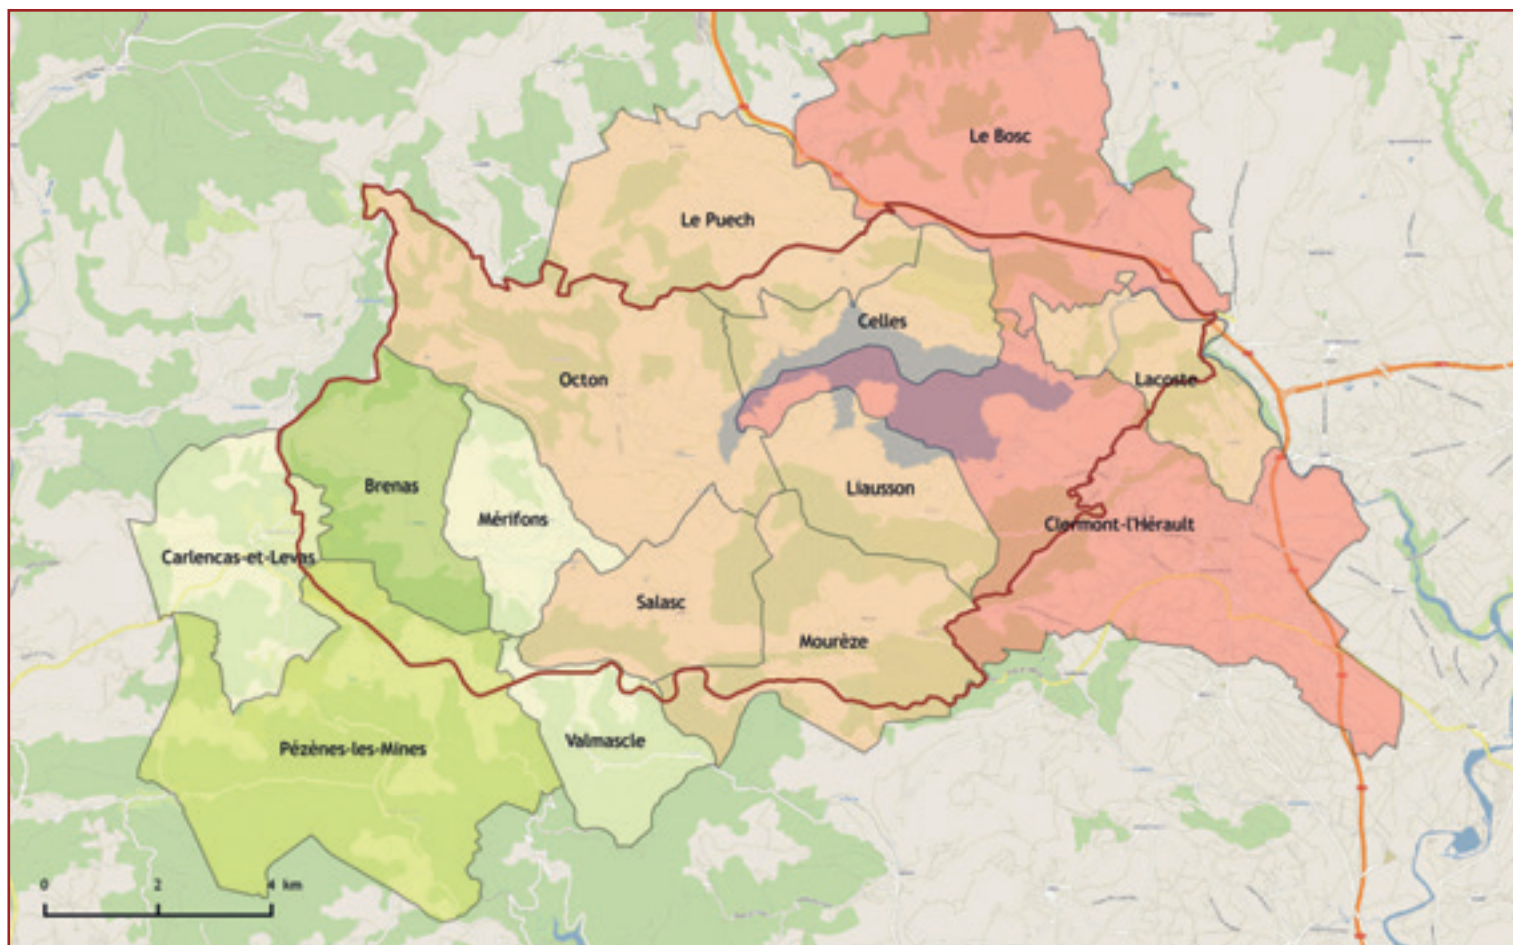 Le Bosc
Le Puech
Celles
Octon
Lacoste
Brenas
Liausson
Mérifons
Clermont-l'Hérault
Carlencas-et-Levas
Salasc
Mourèze
Valmascle
Pézènes-les-Mines
0 2 4 km